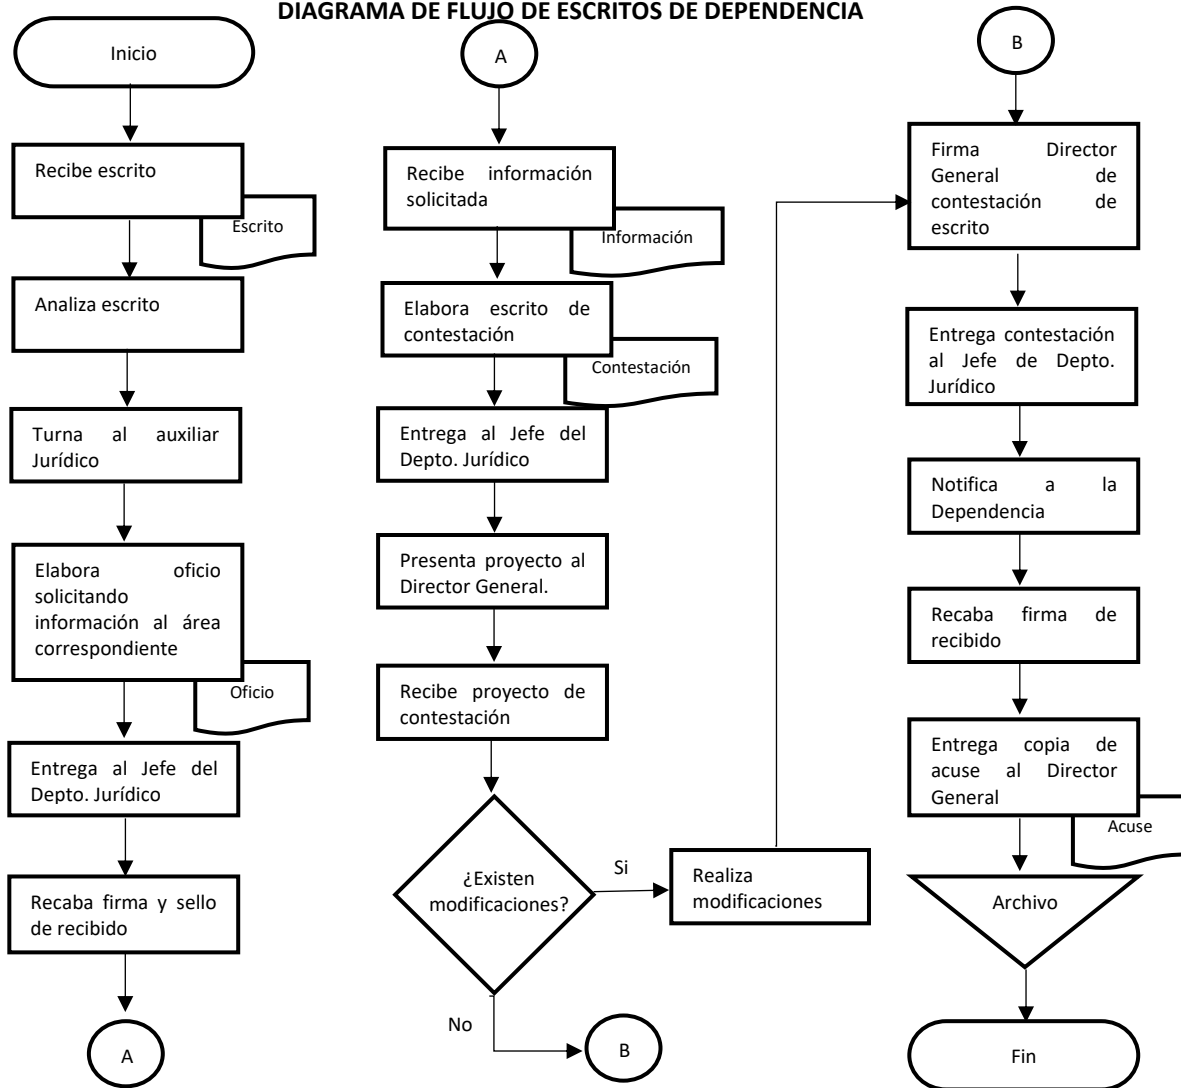 DIAGRAMA DE FLUJO DE ESCRITOS DE DEPENDENCIA
Inicio
Recibe escrito
Escrito
Analiza escrito
Turna al auxiliar
Jurídico
Elabora oficio
solicitando
información al área
correspondiente
Oficio
Entrega al Jefe del
Depto. Jurídico
Recaba firma y sello
de recibido
A
A
Recibe información
solicitada
Información
Elabora escrito de
contestación
Contestación
Entrega al Jefe del
Depto. Jurídico
Presenta proyecto al
Director General.
Recibe proyecto de
contestación
¿Existen
modificaciones?
Si
Realiza
modificaciones
No
B
B
Firma Director
General de
contestación de
escrito
Entrega contestación
al Jefe de Depto.
Jurídico
Notifica a la
Dependencia
Recaba firma de
recibido
Entrega copia de
acuse al Director
General
Acuse
Archivo
Fin